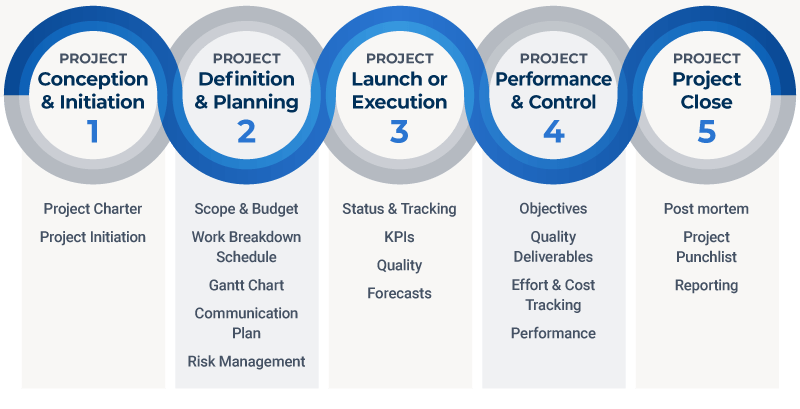 PROJECT
Conception
& Initiation
1
Project Charter
Project Initiation
PROJECT
Definition
& Planning
2
Scope & Budget
Work Breakdown
Schedule
Gantt Chart
Communication
Plan
Risk Management
PROJECT
Launch or
Execution
3
Status & Tracking
KPIs
Quality
Forecasts
PROJECT
Performance
& Control
4
Objectives
Quality
Deliverables
Effort & Cost
Tracking
Performance
PROJECT
Project
Close
5
Post mortem
Project
Punchlist
Reporting